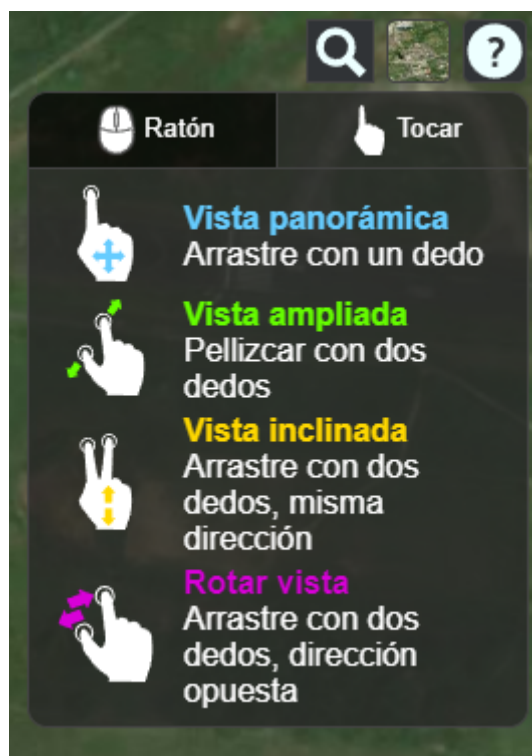 ?
Ratón
Tocar
Vista panorámica
Arrastre con un dedo
Vista ampliada
Pellizcar con dos
dedos
Vista inclinada
Arrastre con dos
dedos, misma
dirección
Rotar vista
Arrastre con dos
dedos, dirección
opuesta